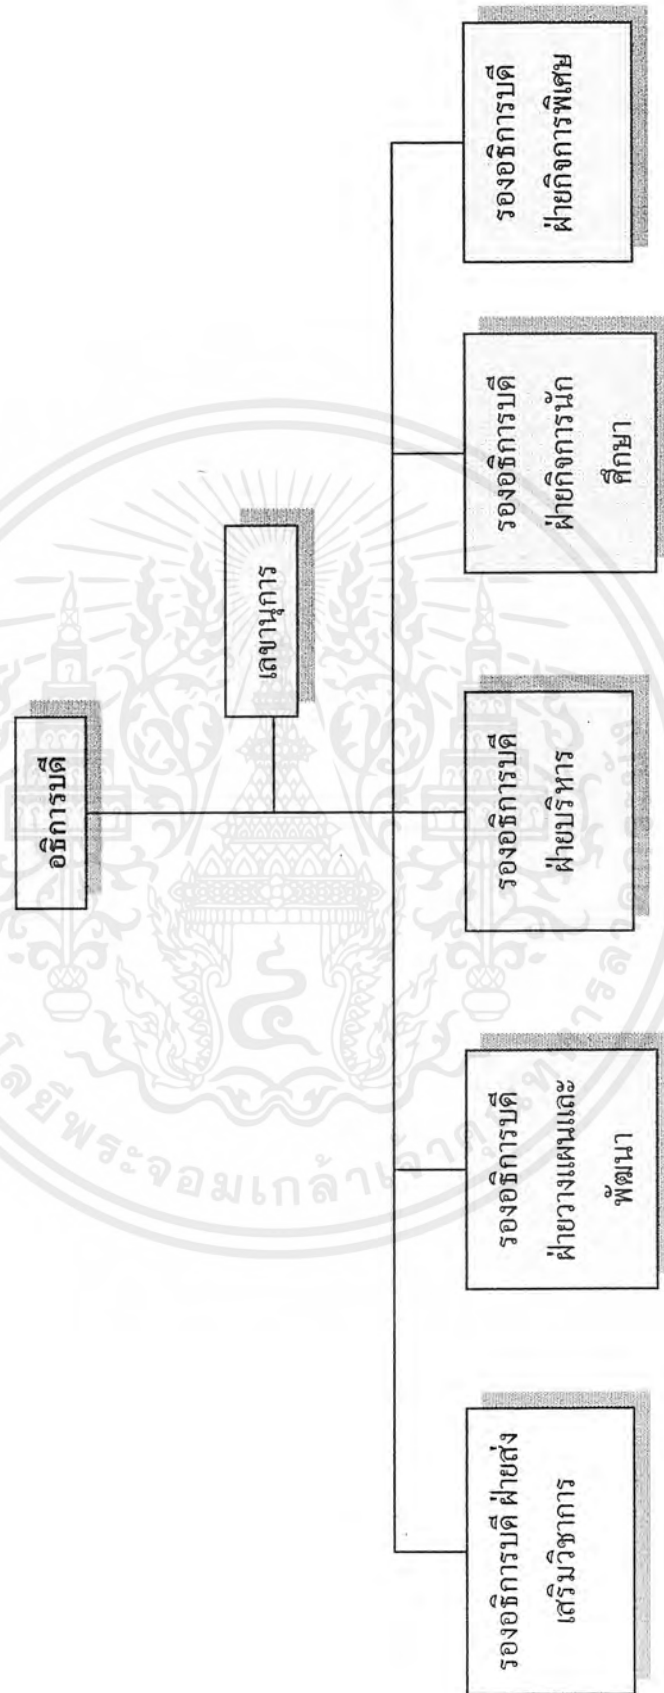 อธิการบดี
เลขานุการ
รองอธิการบดี ฝ่ายส่ง
เสริมวิชาการ
รองอธิการบดี
ฝ่ายวางแผนและ
พัฒนา
รองอธิการบดี
ฝ่ายบริหาร
รองอธิการบดี
ฝ่ายกิจการนัก
ศึกษา
รองอธิการบดี
ฝ่ายกิจการพิเศษ